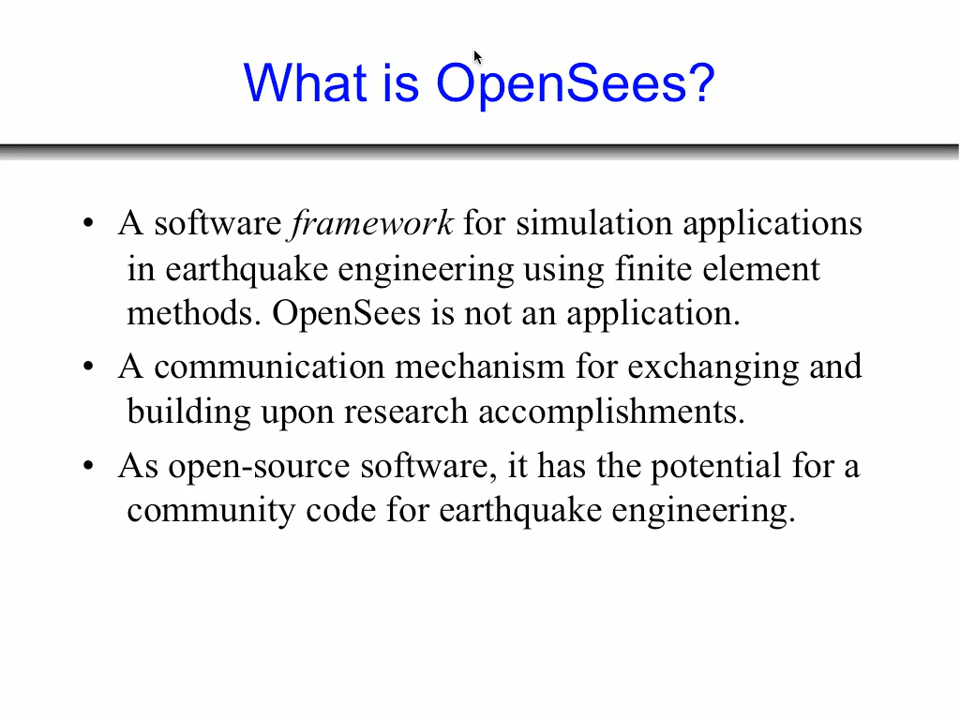 What is OpenSees?
• A software framework for simulation applications
in earthquake engineering using finite element
methods. OpenSees is not an application.
• A communication mechanism for exchanging and
building upon research accomplishments.
• As open-source software, it has the potential for a
community code for earthquake engineering.